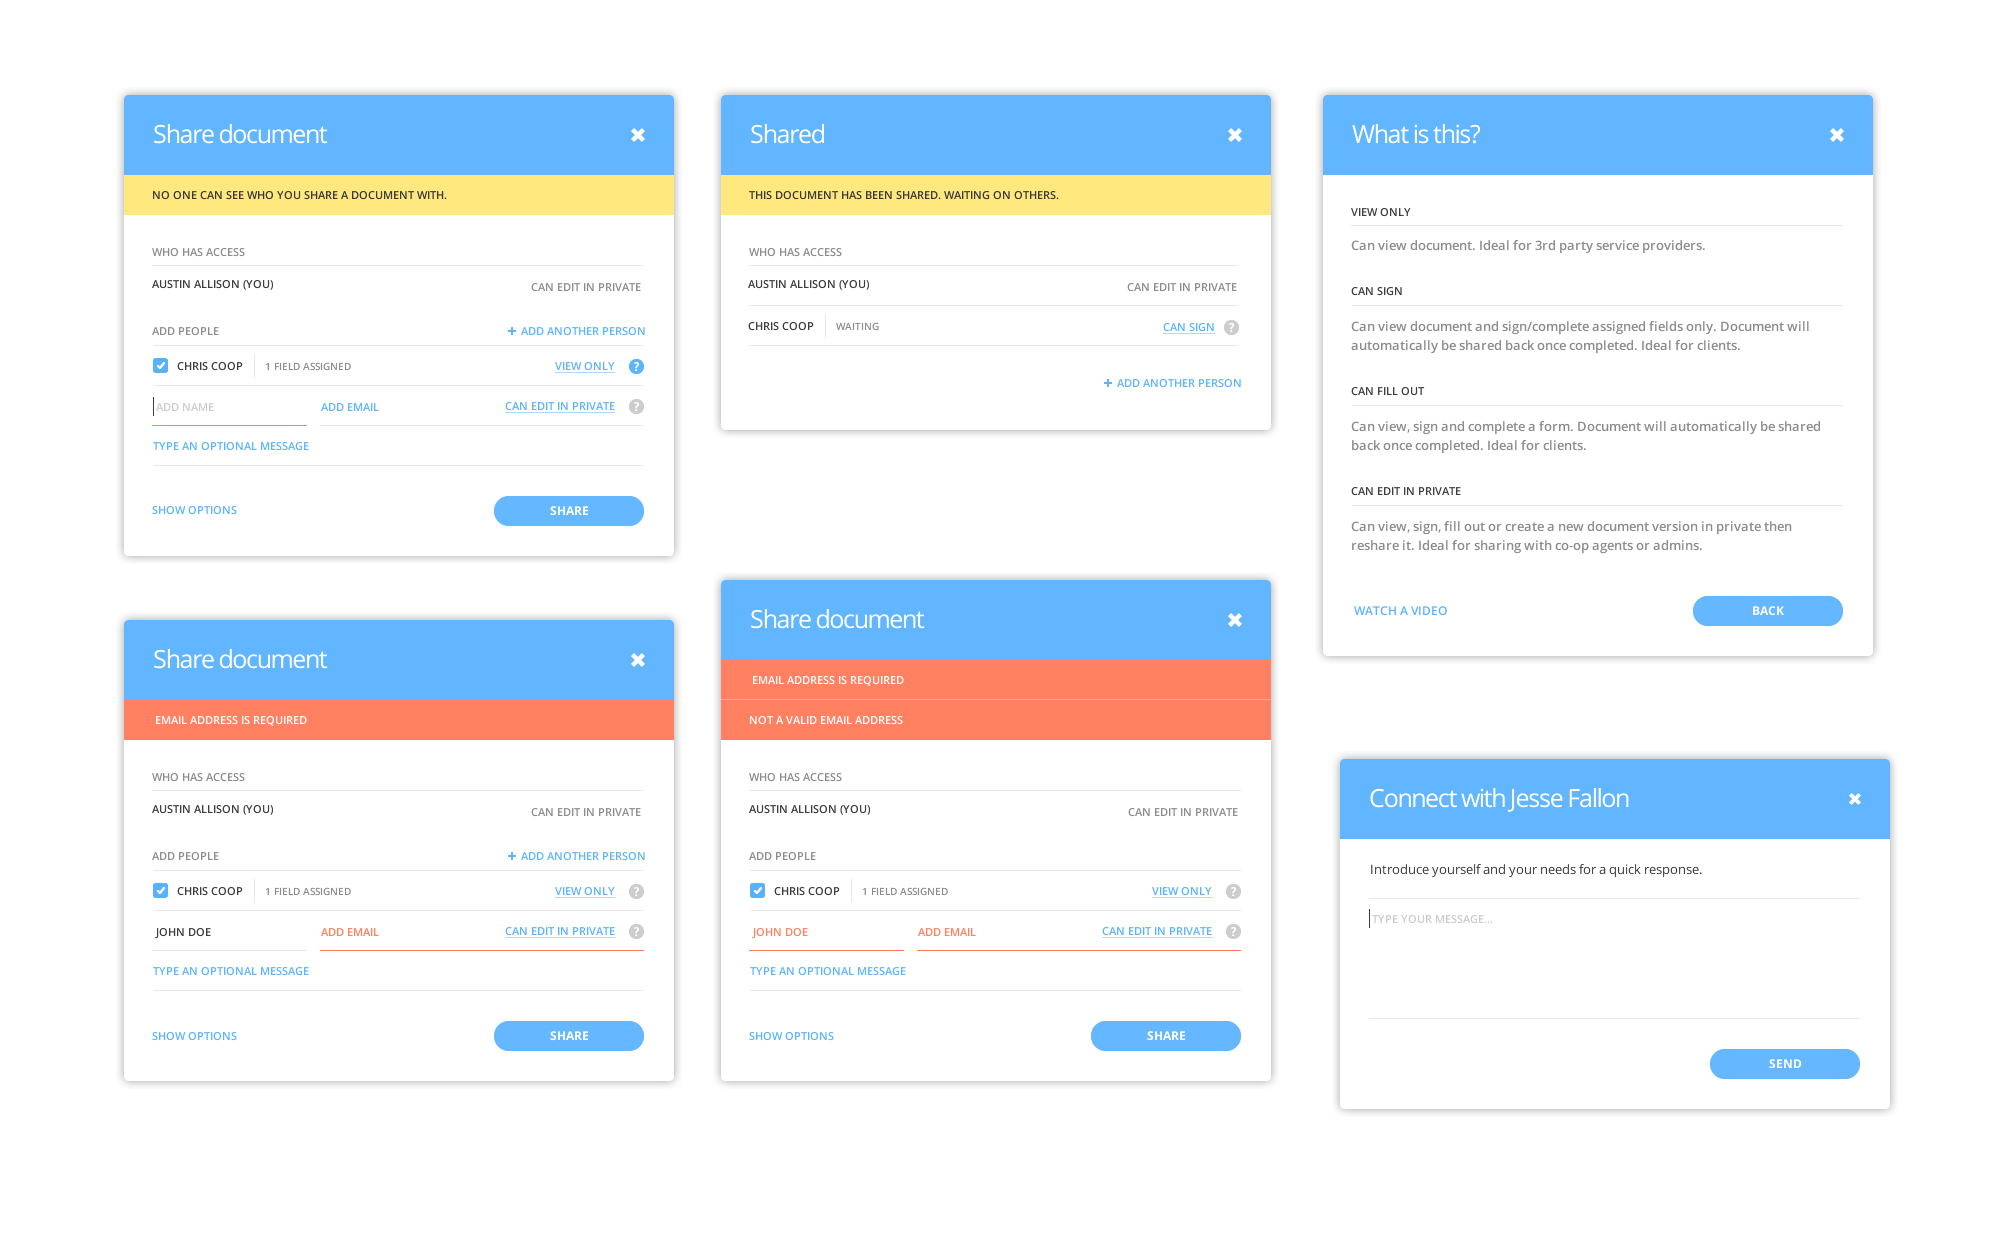 Share document
NO ONE CAN SEE WHO YOU SHARE A DOCUMENT WITH.
WHO HAS ACCESS
AUSTIN ALLISON (YOU) CAN EDIT IN PRIVATE
ADD PEOPLE + ADD ANOTHER PERSON
CHRIS COOP 1 FIELD ASSIGNED VIEW ONLY ?
ADD NAME ADD EMAIL CAN EDIT IN PRIVATE ?
TYPE AN OPTIONAL MESSAGE
SHOW OPTIONS SHARE
Shared
THIS DOCUMENT HAS BEEN SHARED. WAITING ON OTHERS.
WHO HAS ACCESS
AUSTIN ALLISON (YOU) CAN EDIT IN PRIVATE
CHRIS COOP WAITING CAN SIGN ?
+ ADD ANOTHER PERSON
What is this?
VIEW ONLY
Can view document. Ideal for 3rd party service providers.
CAN SIGN
Can view document and sign/complete assigned fields only. Document will
automatically be shared back once completed. Ideal for clients.
CAN FILL OUT
Can view, sign and complete a form. Document will automatically be shared
back once completed. Ideal for clients.
CAN EDIT IN PRIVATE
Can view, sign, fill out or create a new document version in private then
reshare it. Ideal for sharing with co-op agents or admins.
WATCH A VIDEO BACK
Share document
EMAIL ADDRESS IS REQUIRED
WHO HAS ACCESS
AUSTIN ALLISON (YOU) CAN EDIT IN PRIVATE
ADD PEOPLE + ADD ANOTHER PERSON
CHRIS COOP 1 FIELD ASSIGNED VIEW ONLY ?
JOHN DOE ADD EMAIL CAN EDIT IN PRIVATE ?
TYPE AN OPTIONAL MESSAGE
SHOW OPTIONS SHARE
Share document
EMAIL ADDRESS IS REQUIRED
NOT A VALID EMAIL ADDRESS
WHO HAS ACCESS
AUSTIN ALLISON (YOU) CAN EDIT IN PRIVATE
ADD PEOPLE
CHRIS COOP 1 FIELD ASSIGNED VIEW ONLY ?
JOHN DOE ADD EMAIL CAN EDIT IN PRIVATE ?
TYPE AN OPTIONAL MESSAGE
SHOW OPTIONS SHARE
Connect with Jesse Fallon
Introduce yourself and your needs for a quick response.
TYPE YOUR MESSAGE...
SEND